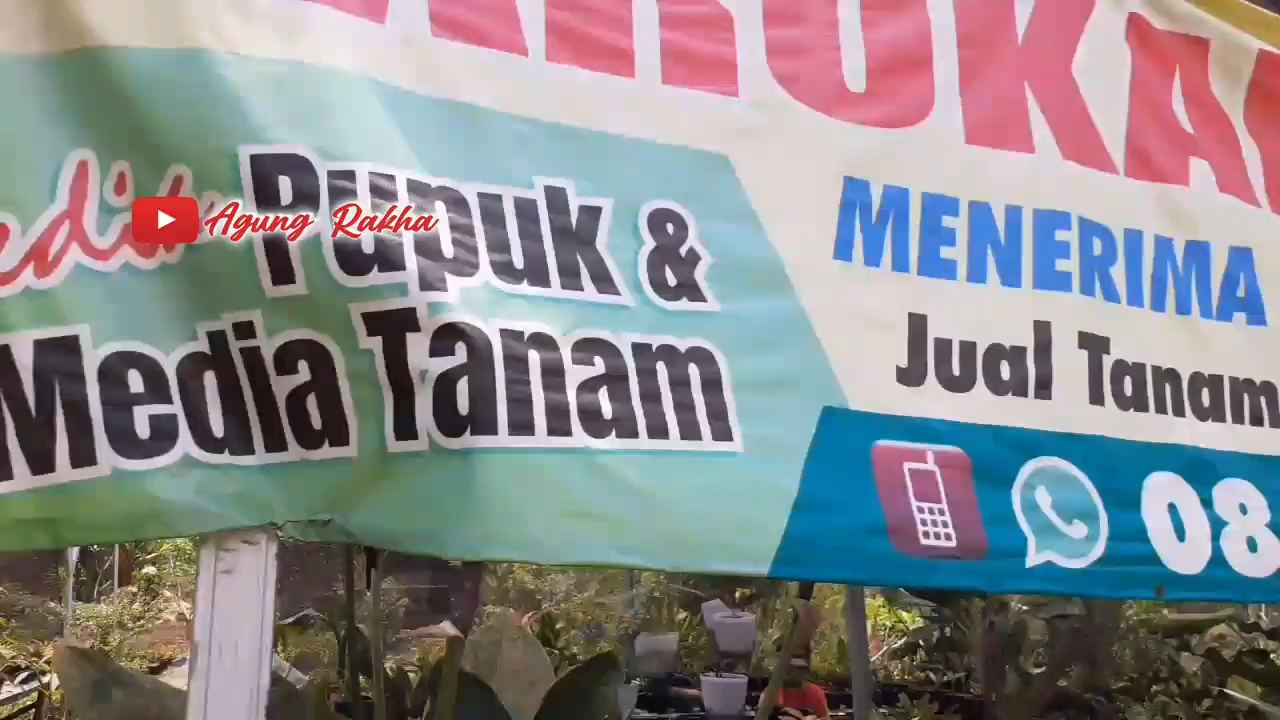 Pupuk &
Media Tanam
MENERIMA
Jual Tanam
08
Agung Rakha